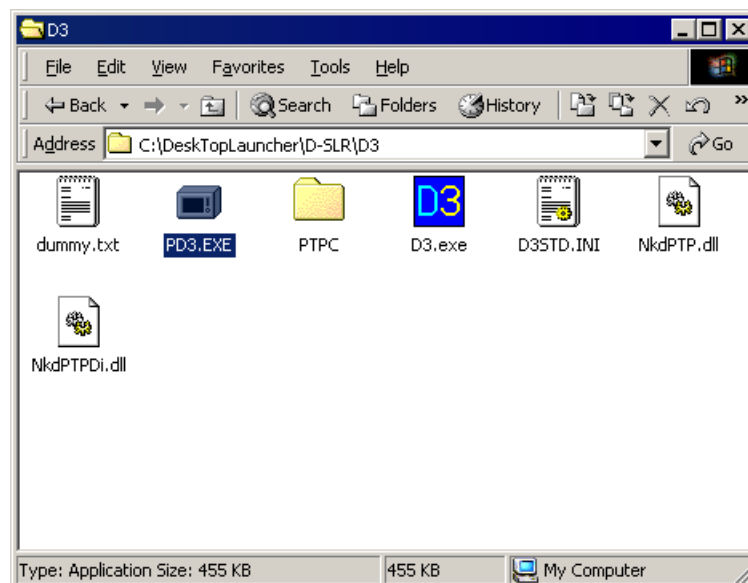 D3
File Edit View Favorites Tools Help
Back Search Folders History »
Address C:\DeskTopLauncher\D-SLR\D3 Go
dummy.txt PD3.EXE PTPC D3.exe D3STD.INI NkdPTP.dll
NkdPTPDi.dll
Type: Application Size: 455 KB 455 KB My Computer